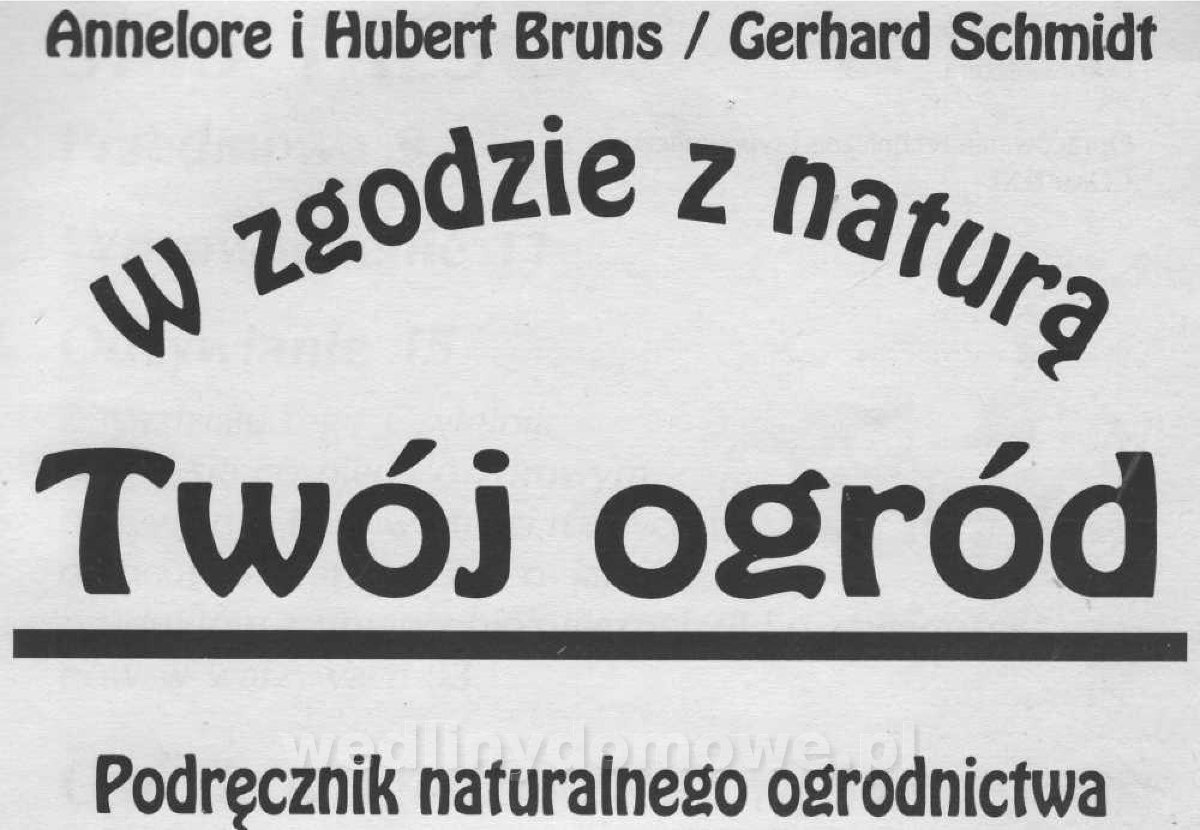 Annelore i Hubert Bruns / Gerhard Schmidt
W zgodzie z naturą
Twój ogród
wedlinydomowe.pl
Podręcznik naturalnego ogrodnictwa